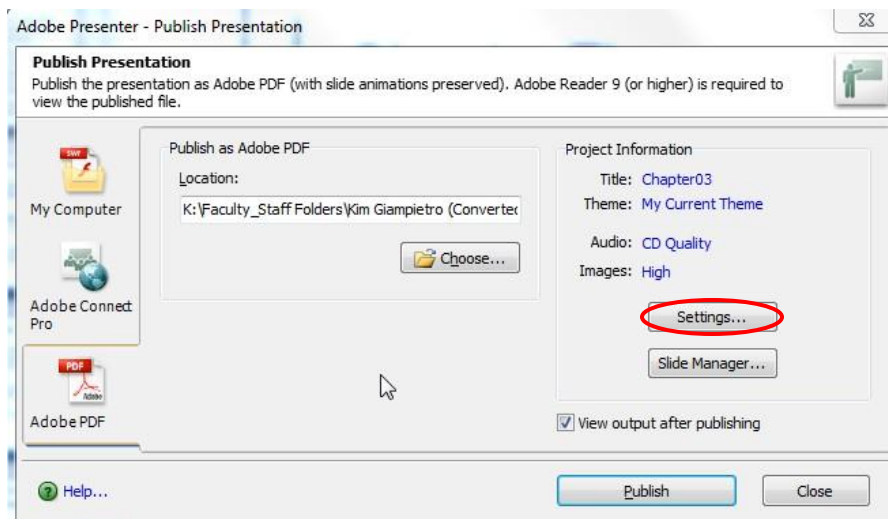 Adobe Presenter - Publish Presentation
Publish Presentation
Publish the presentation as Adobe PDF (with slide animations preserved). Adobe Reader 9 (or higher) is required to
view the published file.
SWF
My Computer
Adobe Connect
Pro
PDF
Adobe
Adobe PDF
Publish as Adobe PDF
Location:
K:\Faculty_Staff Folders\Kim Giampietro (Converted
Choose...
Project Information
Title: Chapter03
Theme: My Current Theme
Audio: CD Quality
Images: High
Settings...
Slide Manager...
View output after publishing
Help...
Publish
Close